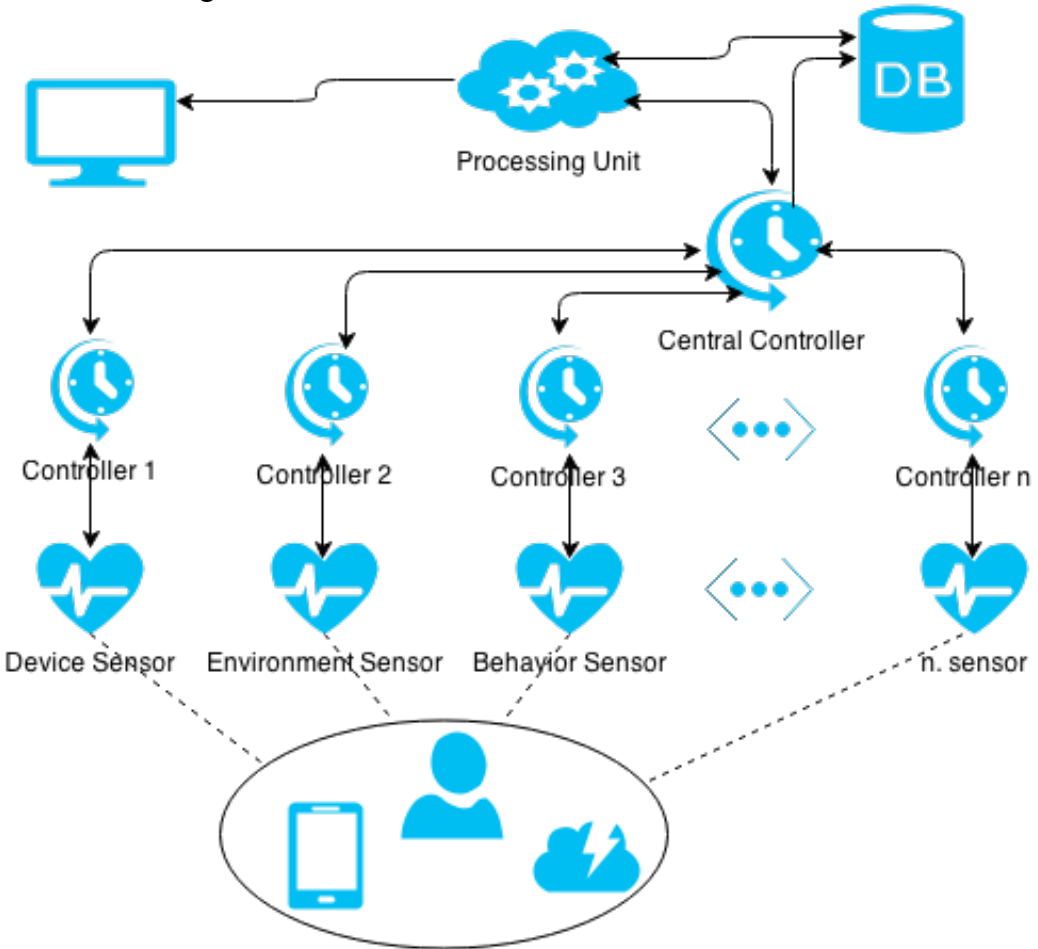 DB
Processing Unit
Central Controller
Controller 1
Controller 2
Controller 3
Controller n
Device Sensor
Environment Sensor
Behavior Sensor
n. sensor